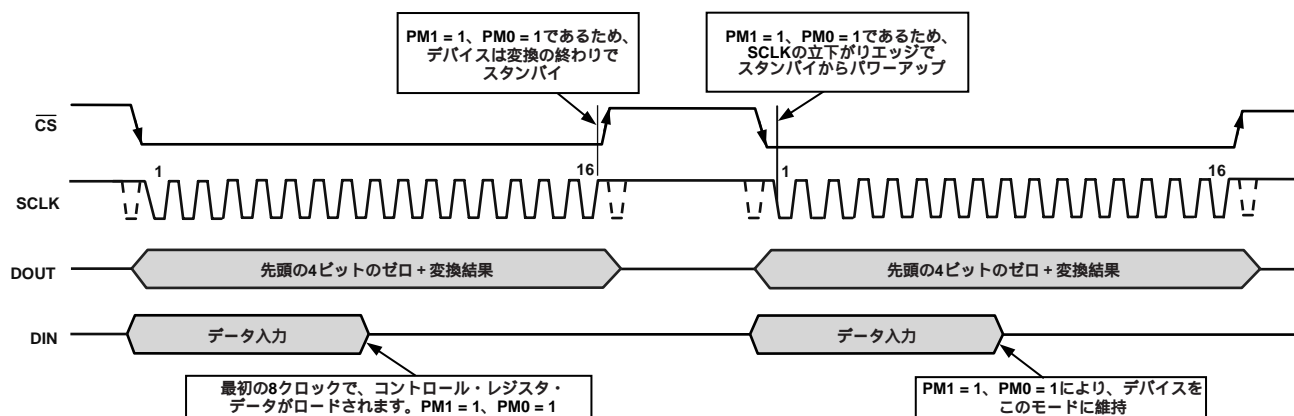 PM1 = 1、PM0 = 1であるため、
デバイスは変換の終わりで
スタンバイ
PM1 = 1、PM0 = 1であるため、
SCLKの立下がりエッジで
スタンバイからパワーアップ
CS
1
16
1
16
SCLK
DOUT
先頭の4ビットのゼロ + 変換結果
先頭の4ビットのゼロ + 変換結果
DIN
データ入力
データ入力
最初の8クロックで、コントロール・レジスタ・
データがロードされます。PM1 = 1、PM0 = 1
PM1 = 1、PM0 = 1により、デバイスを
このモードに維持